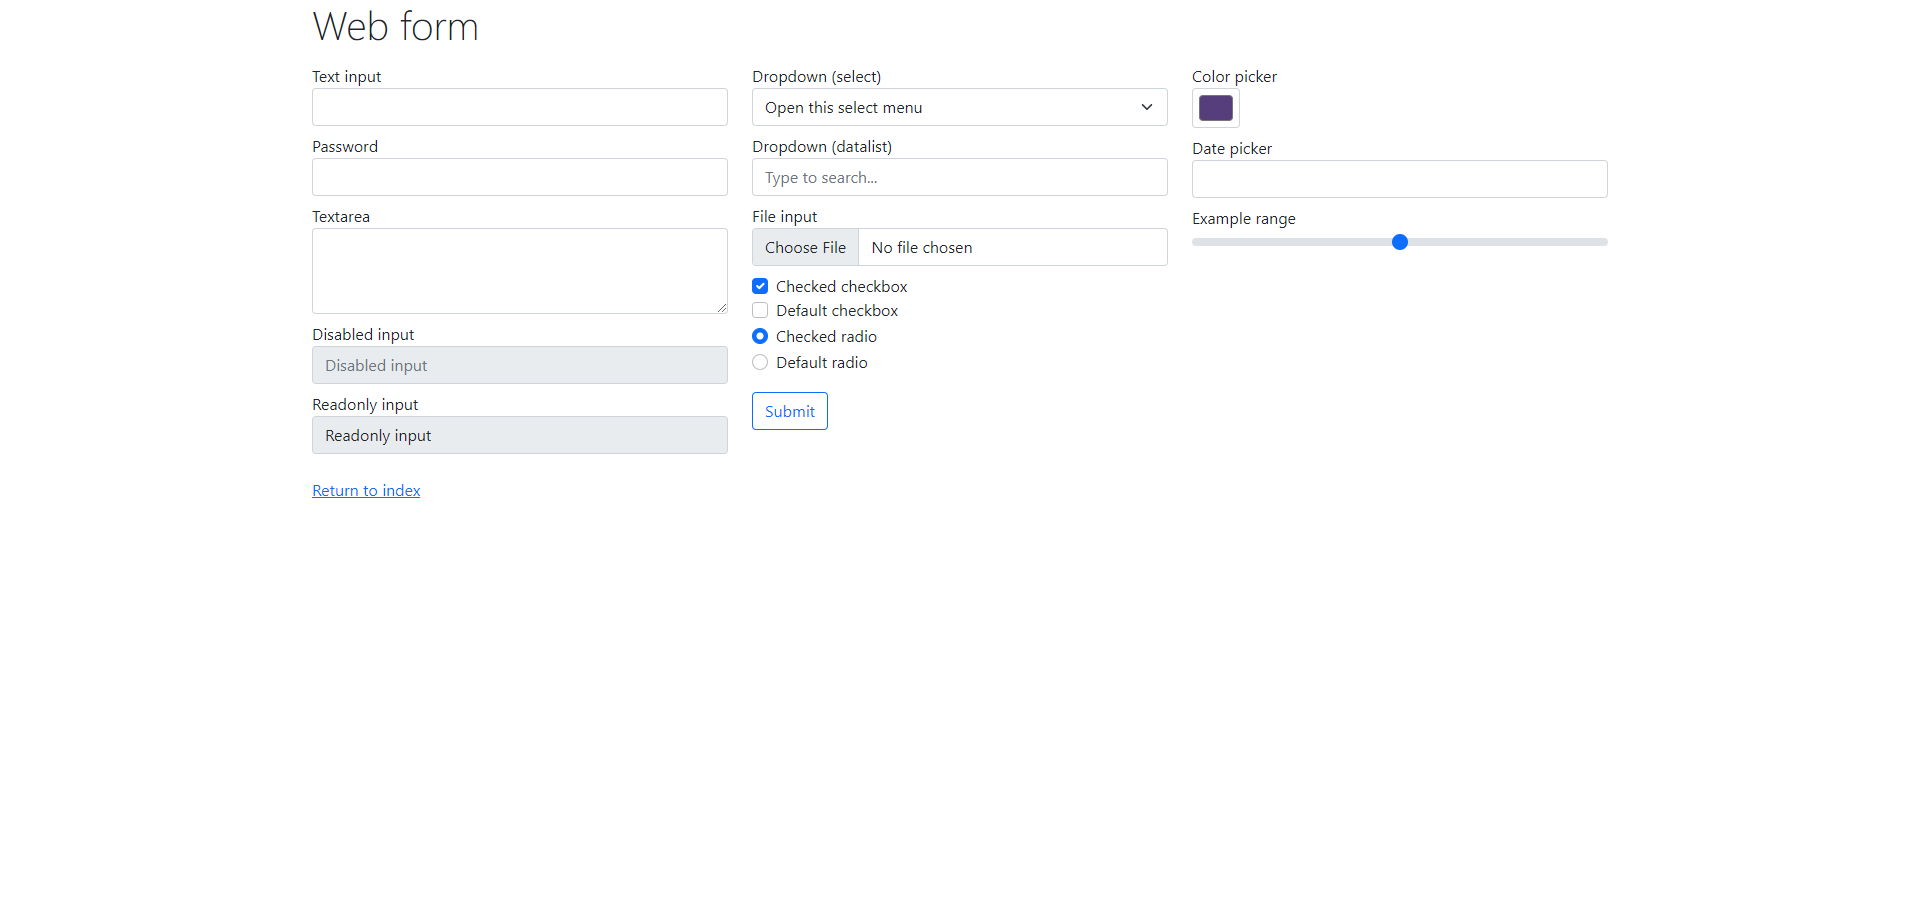 Web form
Text input
Password
Textarea
Disabled input
Disabled input
Readonly input
Readonly input
Return to index
Dropdown (select)
Open this select menu
Dropdown (datalist)
Type to search...
File input
Choose File No file chosen
Checked checkbox
Default checkbox
Checked radio
Default radio
Submit
Color picker
Date picker
Example range